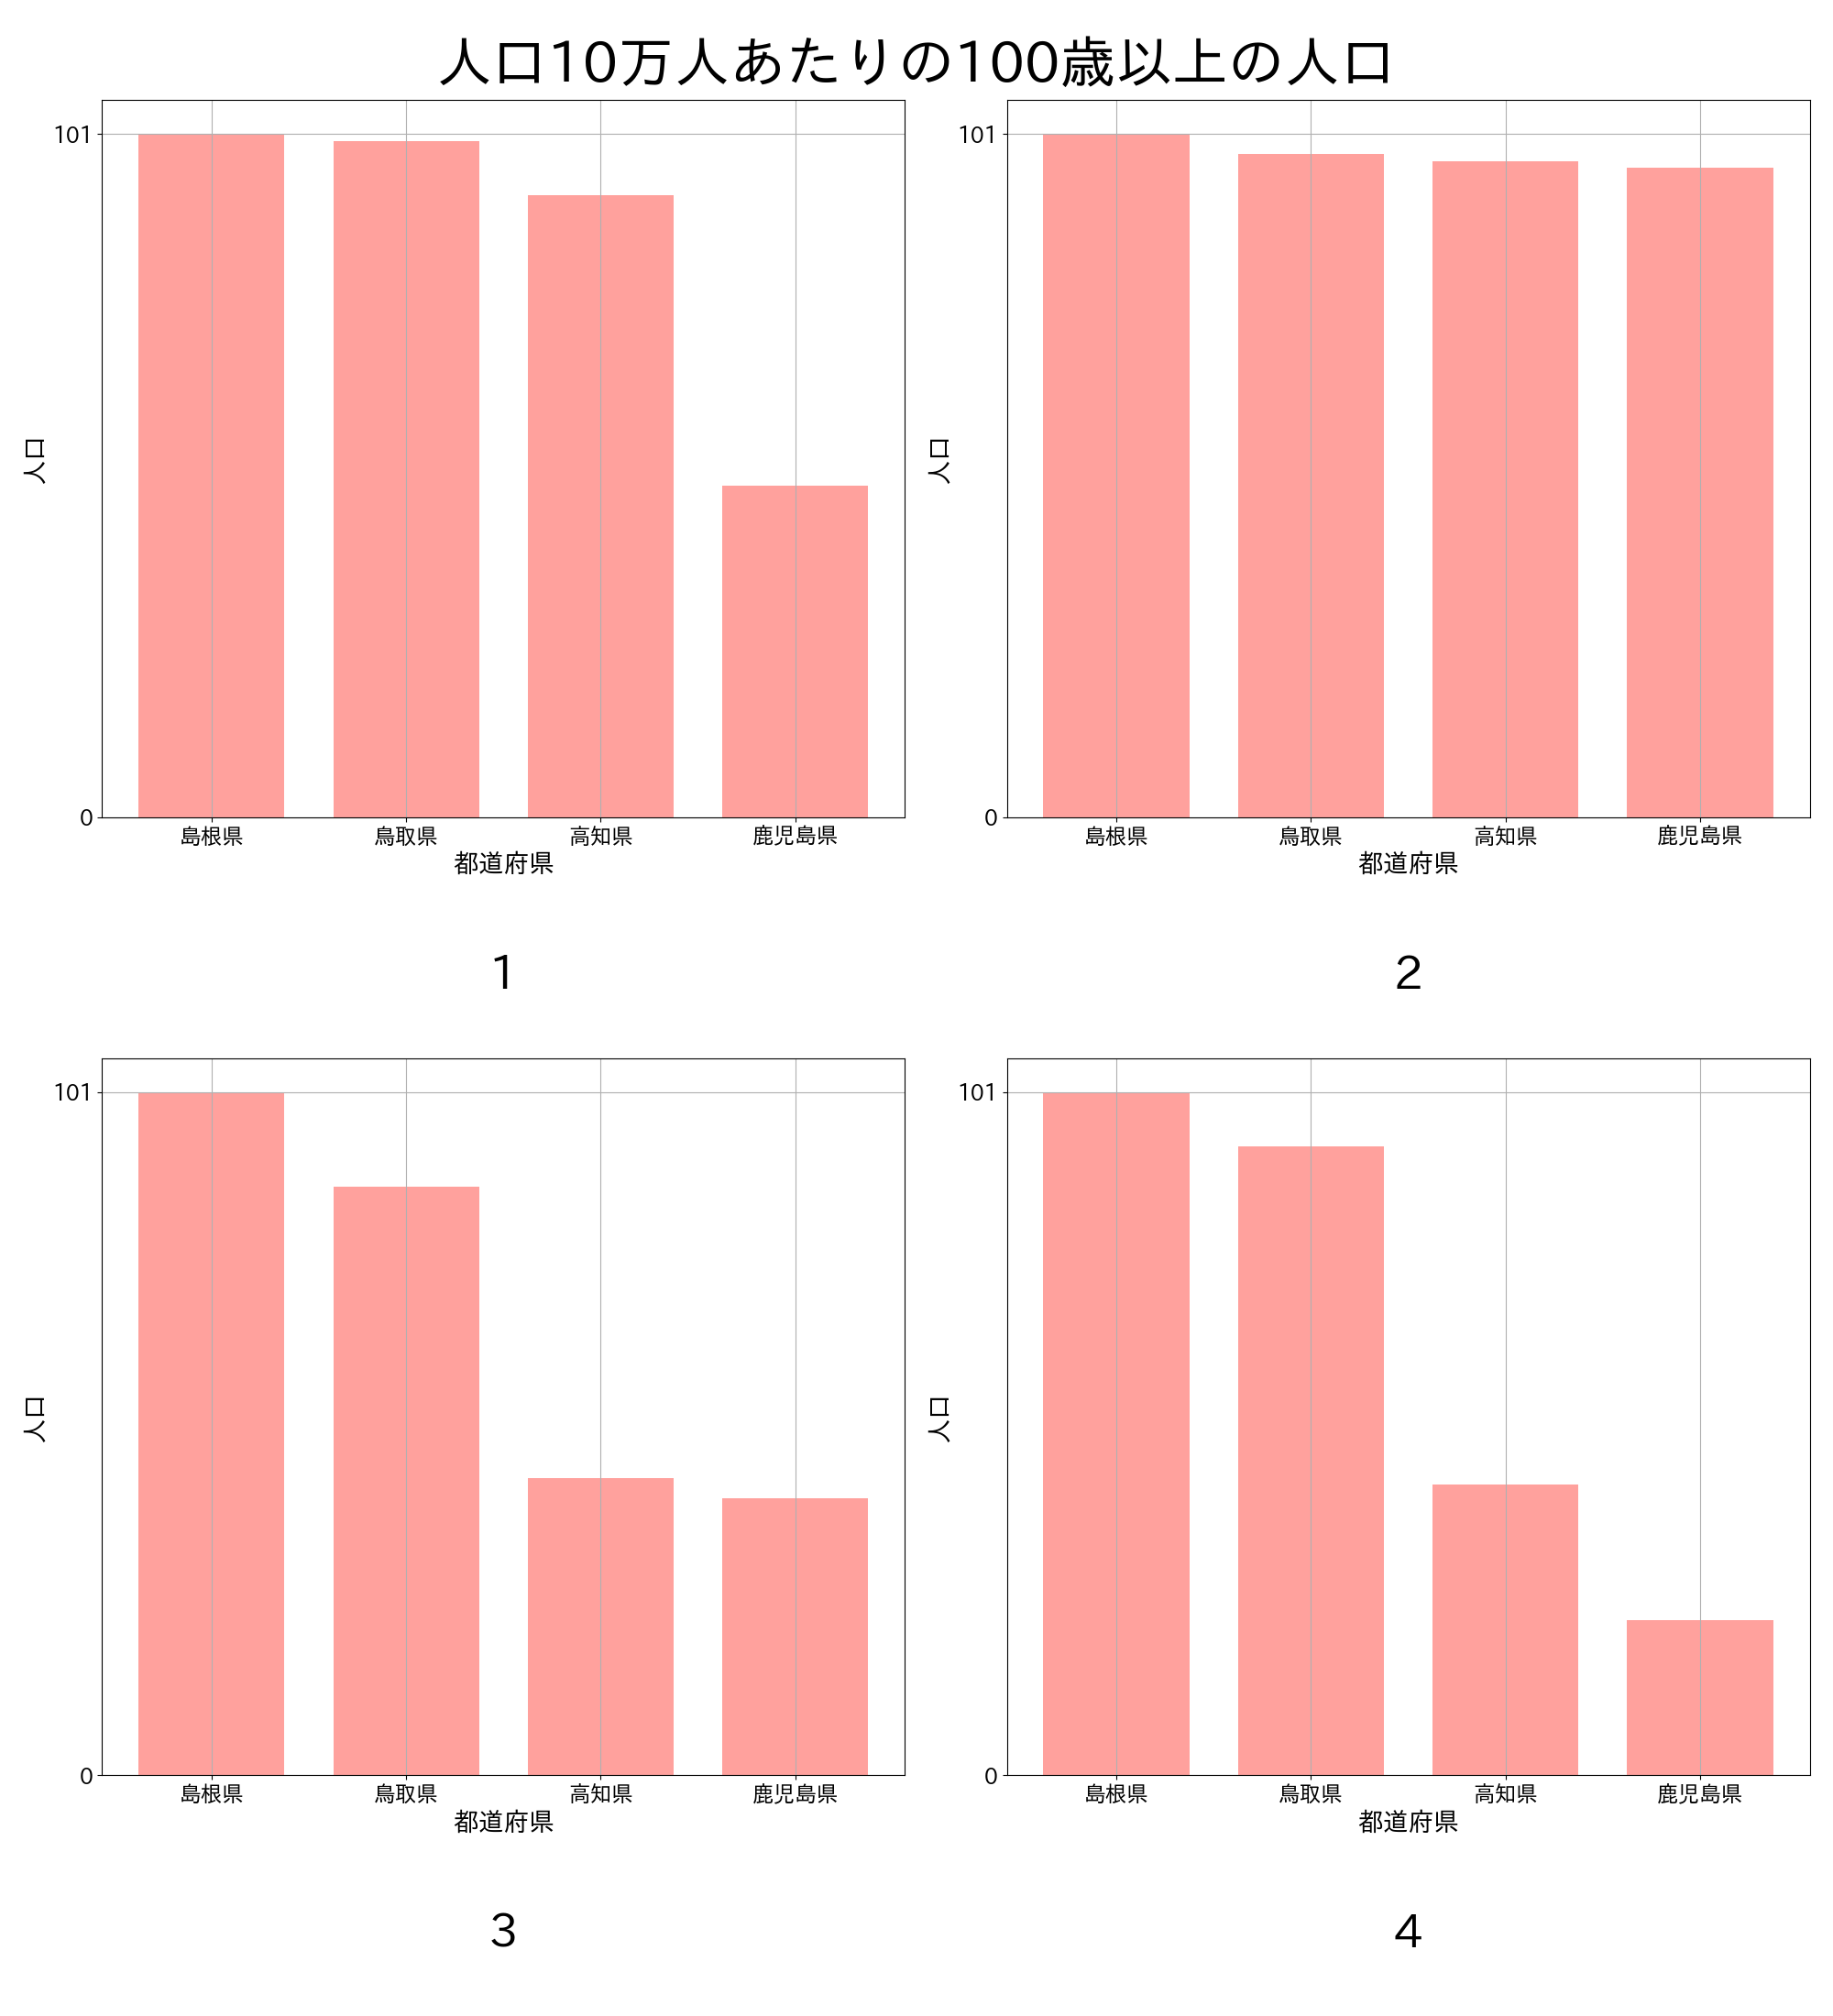 人口10万人あたりの100歳以上の人口
101
0
人口
島根県 鳥取県 高知県 鹿児島県
都道府県
1
101
0
人口
島根県 鳥取県 高知県 鹿児島県
都道府県
2
101
0
人口
島根県 鳥取県 高知県 鹿児島県
都道府県
3
101
0
人口
島根県 鳥取県 高知県 鹿児島県
都道府県
4